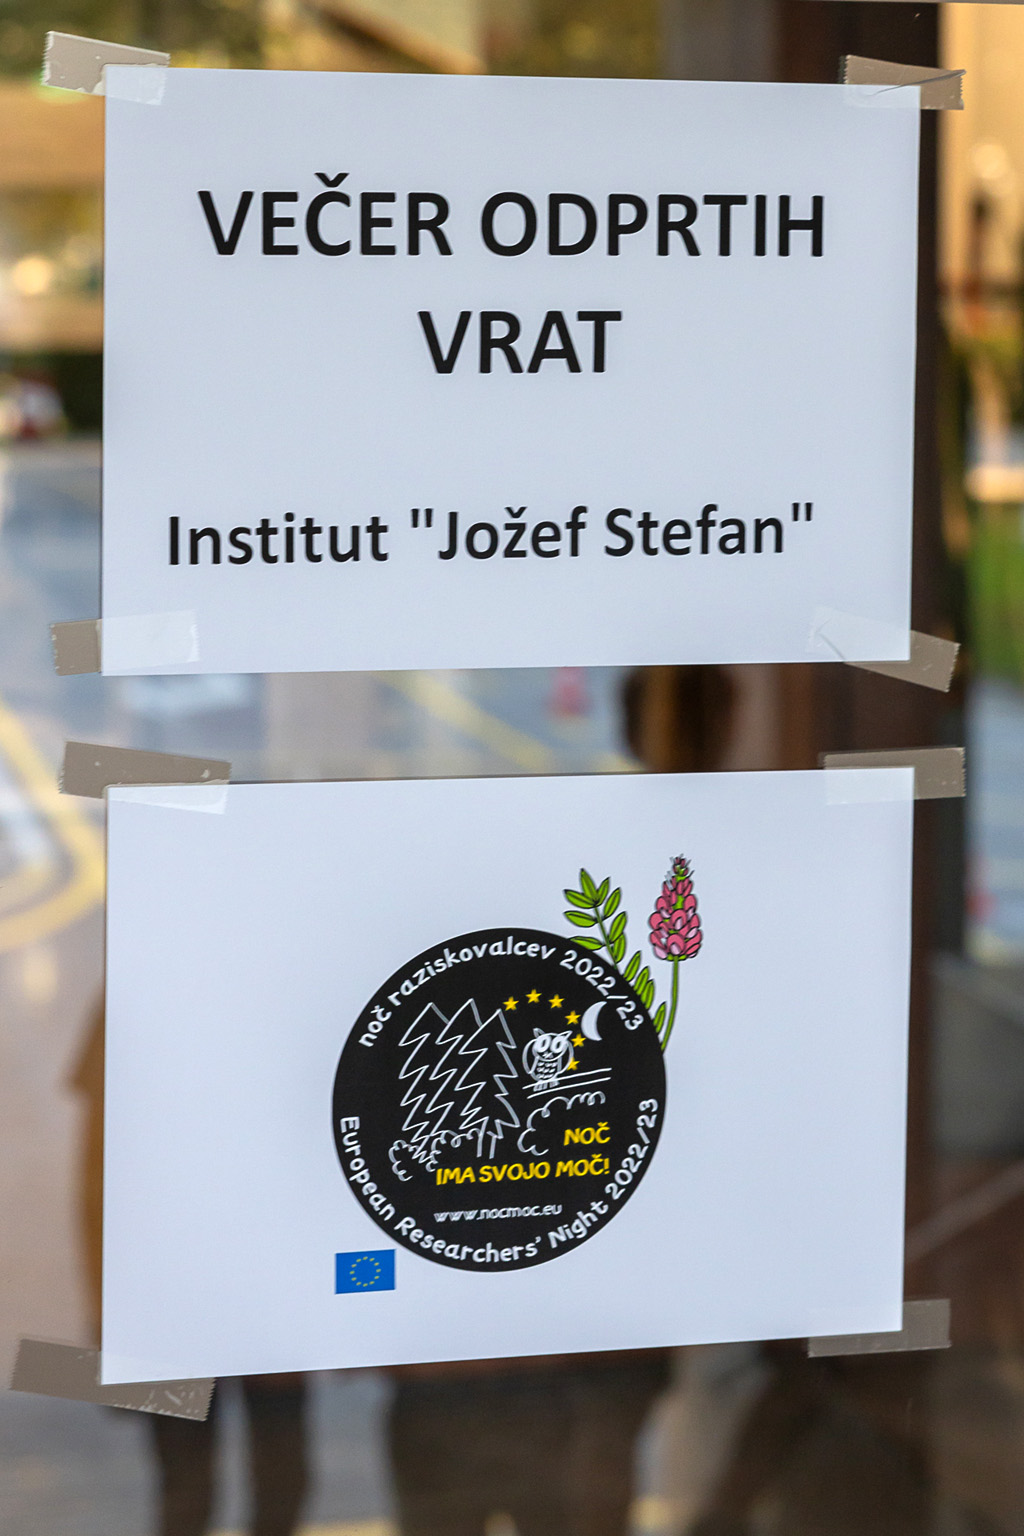 VEČER ODPRTIH
VRAT
Institut "Jožef Stefan"
noč raziskovalcev 2022/23
NOČ
IMA SVOJO MOČ!
www.nocmoc.eu
European Researchers' Night 2022/23